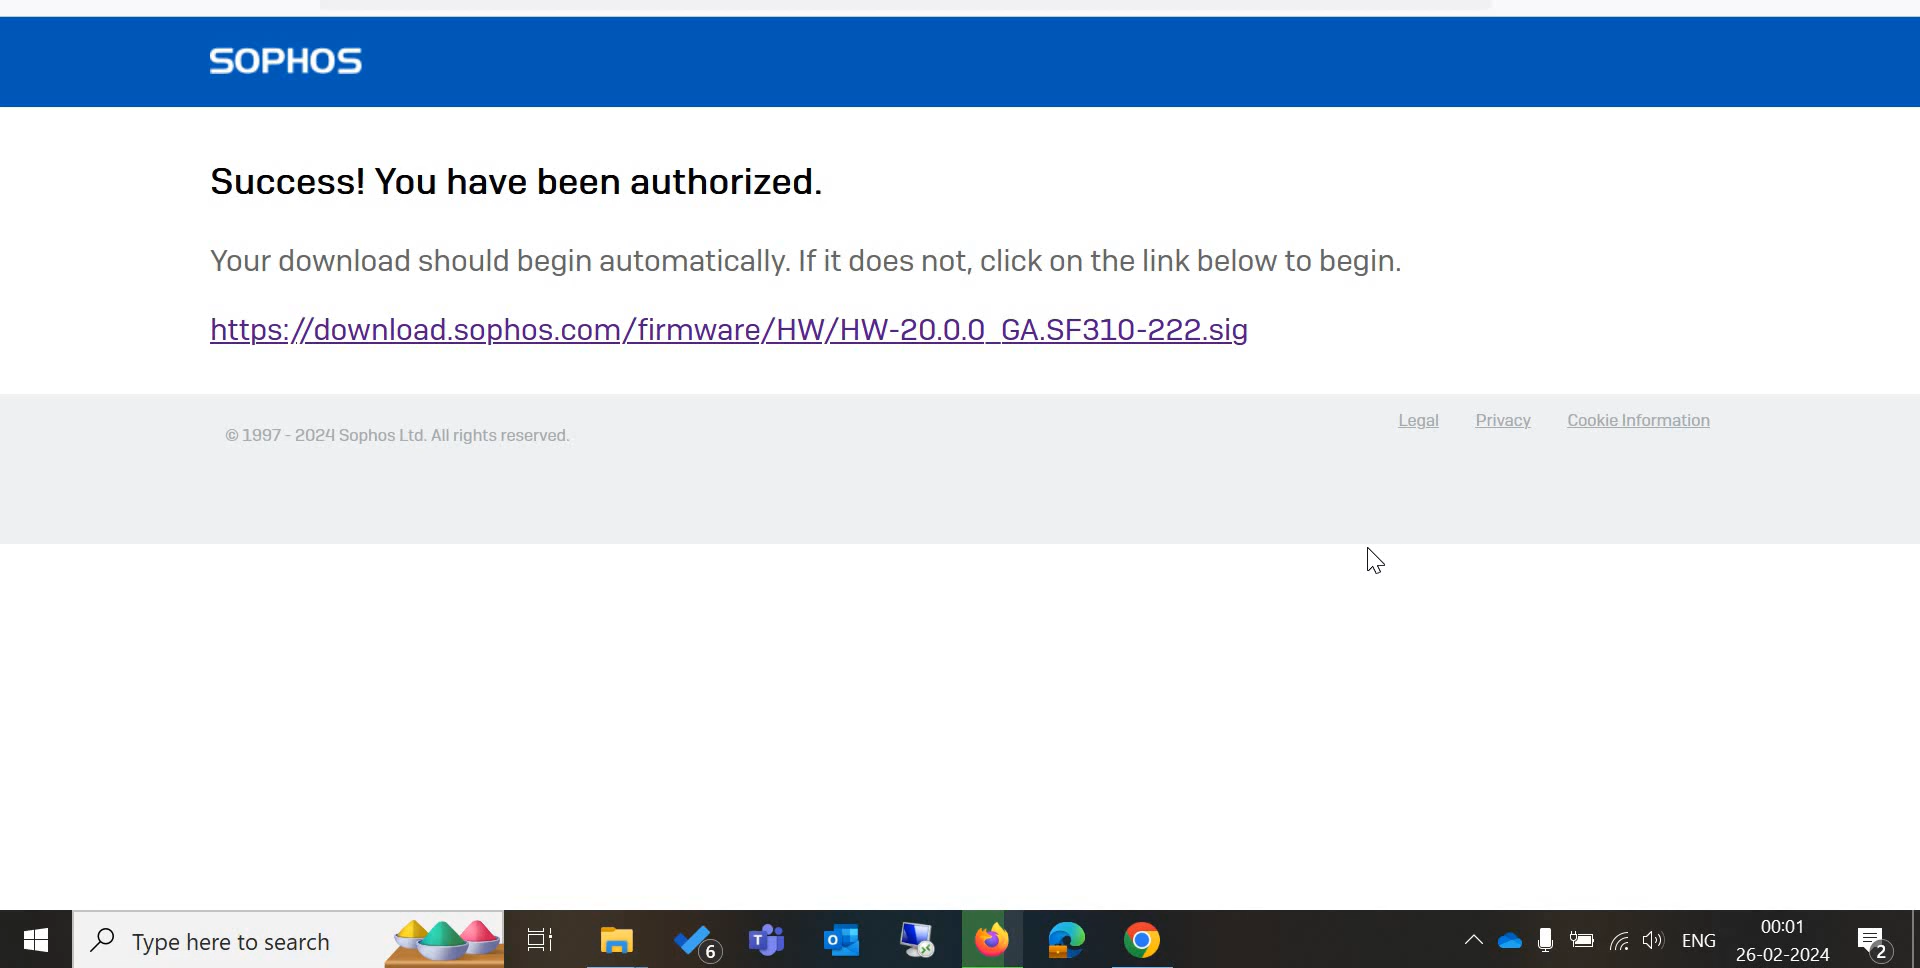 SOPHOS
Success! You have been authorized.
Your download should begin automatically. If it does not, click on the link below to begin.
https://download.sophos.com/firmware/HW/HW-20.0.0_GA.SF310-222.sig
© 1997 - 2024 Sophos Ltd. All rights reserved.
Legal Privacy Cookie Information
Type here to search
6
T
O
ENG
00:01
26-02-2024
2